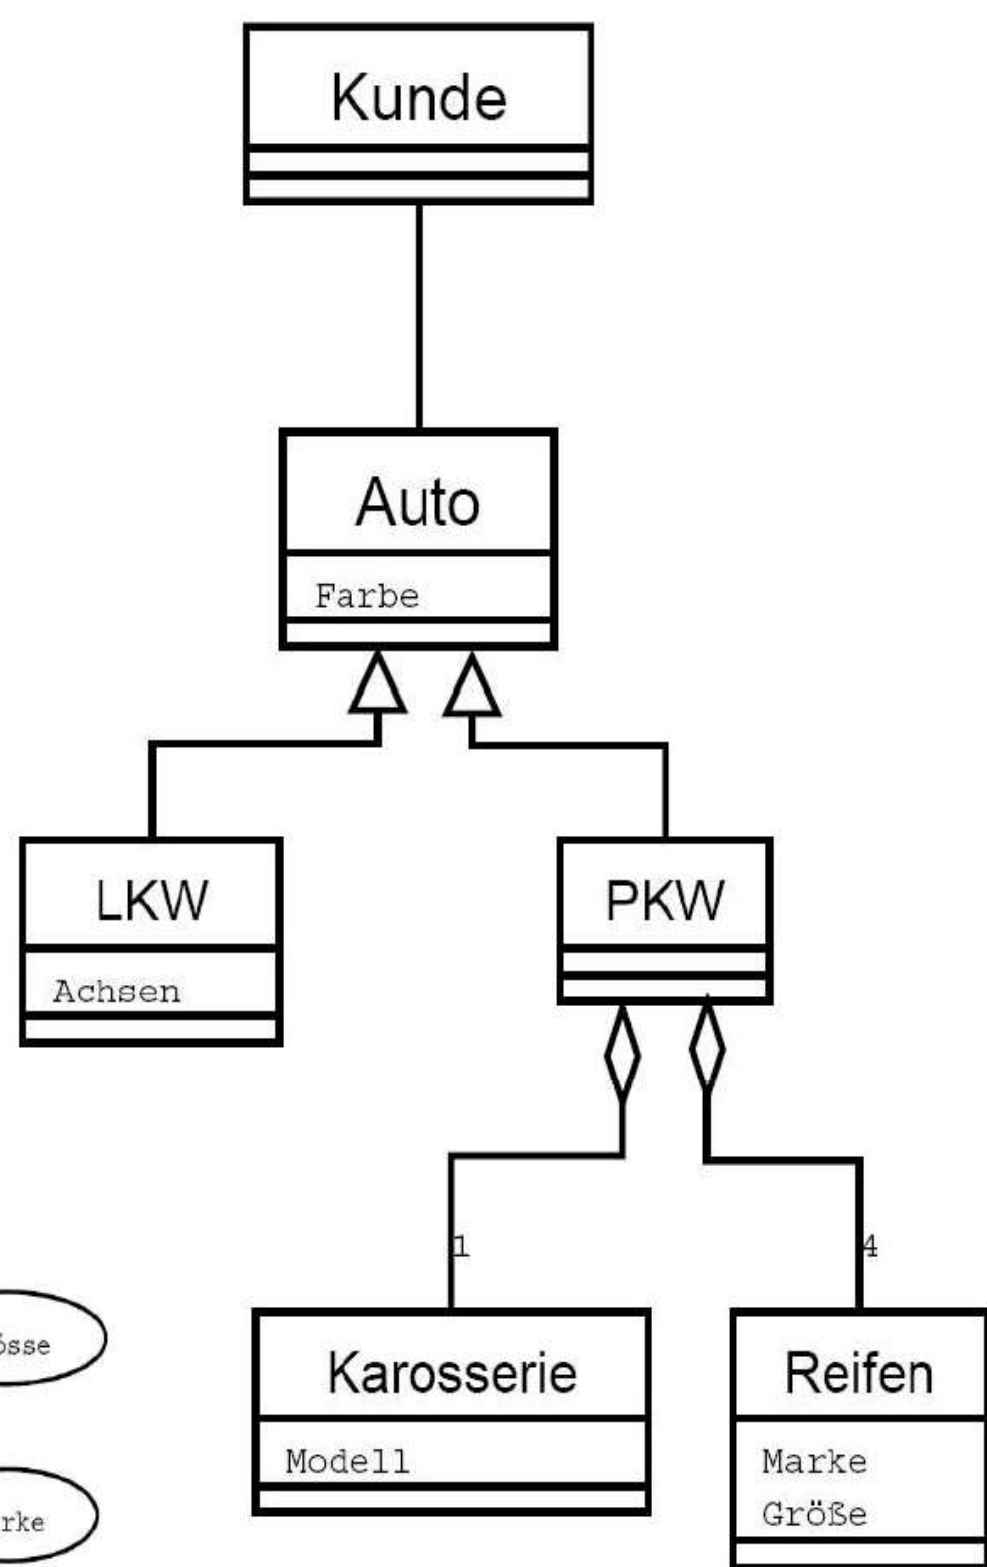 Kunde
Auto
Farbe
LKW
PKW
Achsen
1
4
Karosserie
Reifen
Modell
Marke
Größe